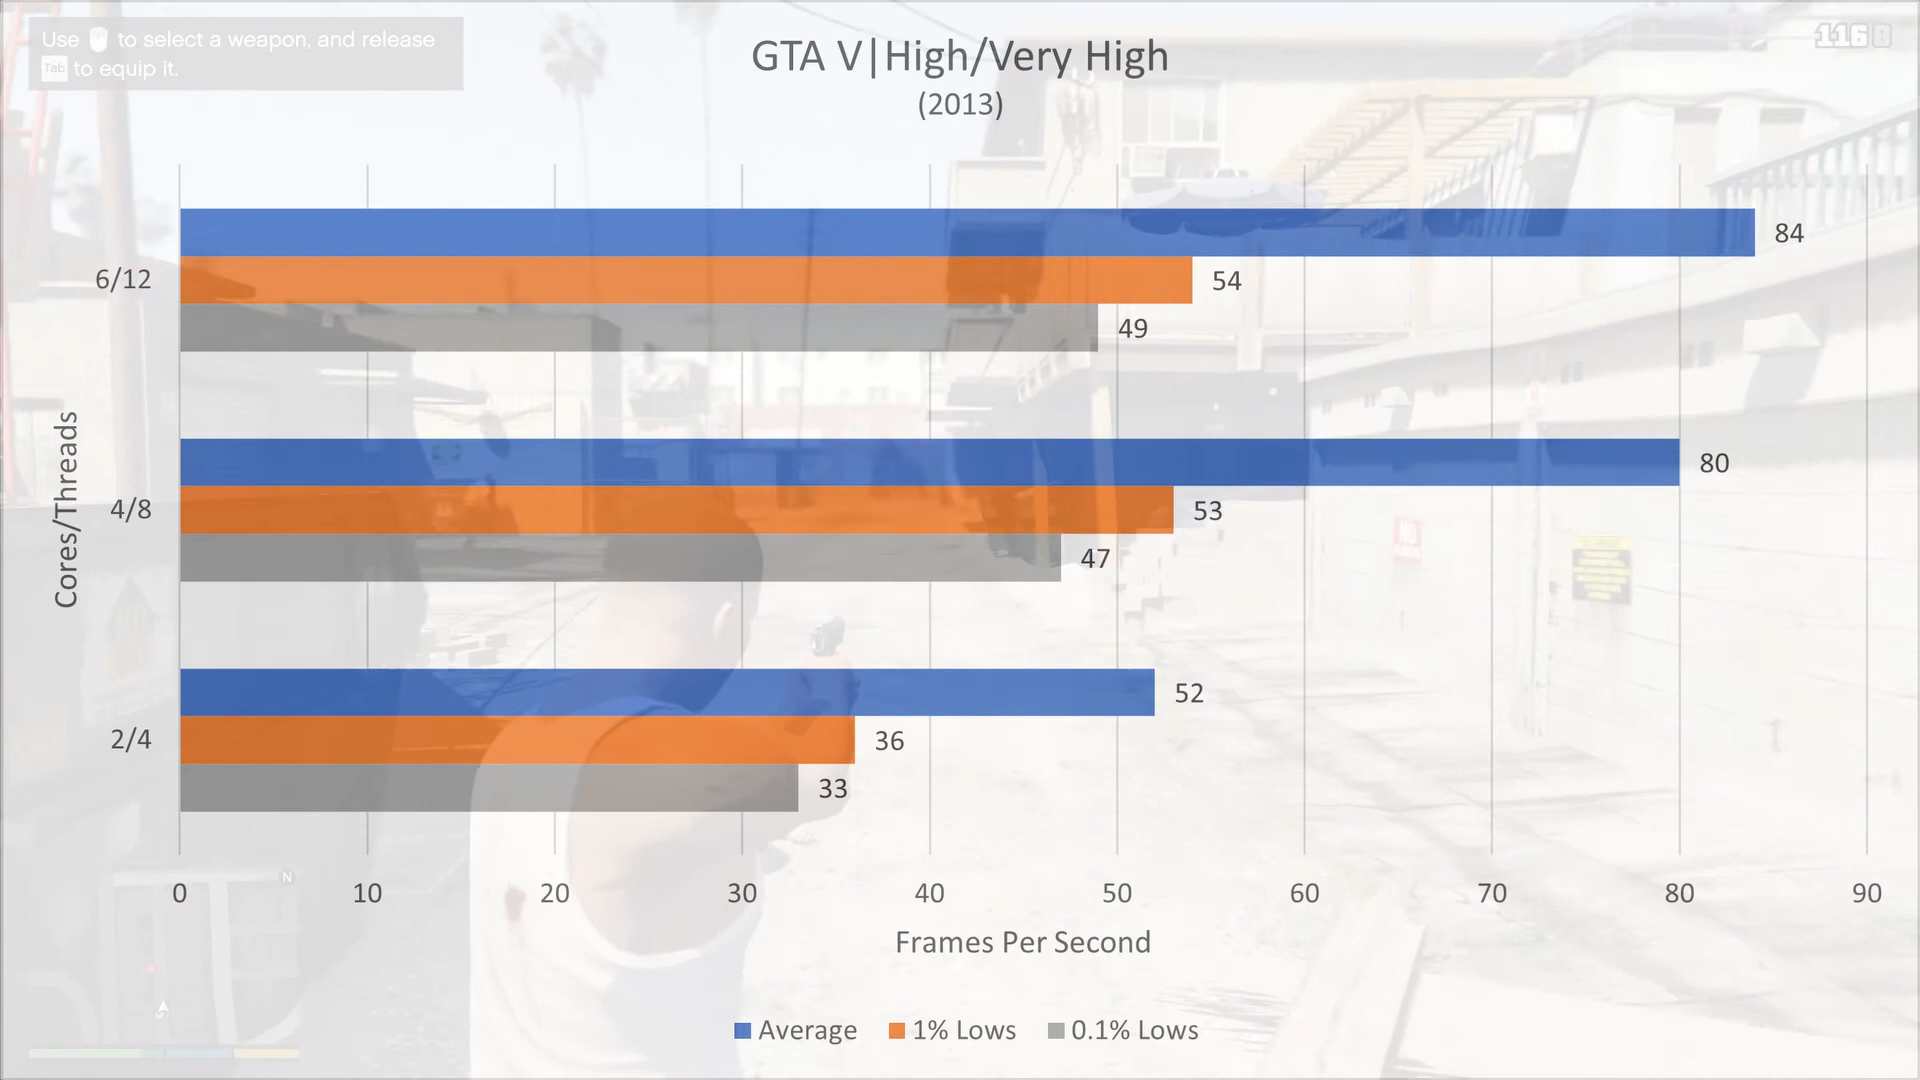 Use to select a weapon, and release
Tab to equip it.
116
GTA V|High/Very High
(2013)
Cores/Threads
6/12
84
54
49
4/8
80
53
47
2/4
52
36
33
N
0 10 20 30 40 50 60 70 80 90
Frames Per Second
Average 1% Lows 0.1% Lows